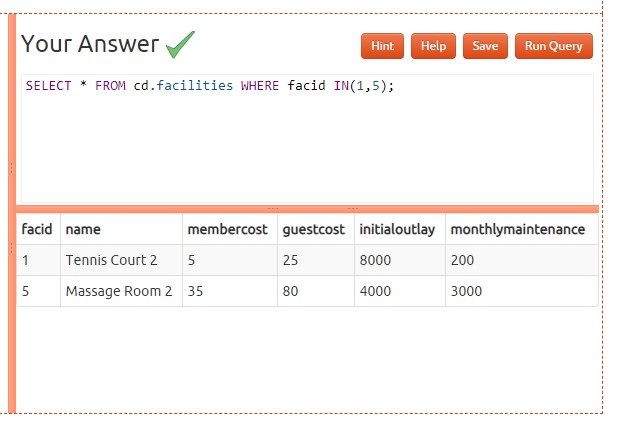 Your Answer
Hint Help Save Run Query
SELECT * FROM cd.facilities WHERE facid IN(1,5);
facid name membercost guestcost initialoutlay monthlymaintenance
1 Tennis Court 2 5 25 8000 200
5 Massage Room 2 35 80 4000 3000